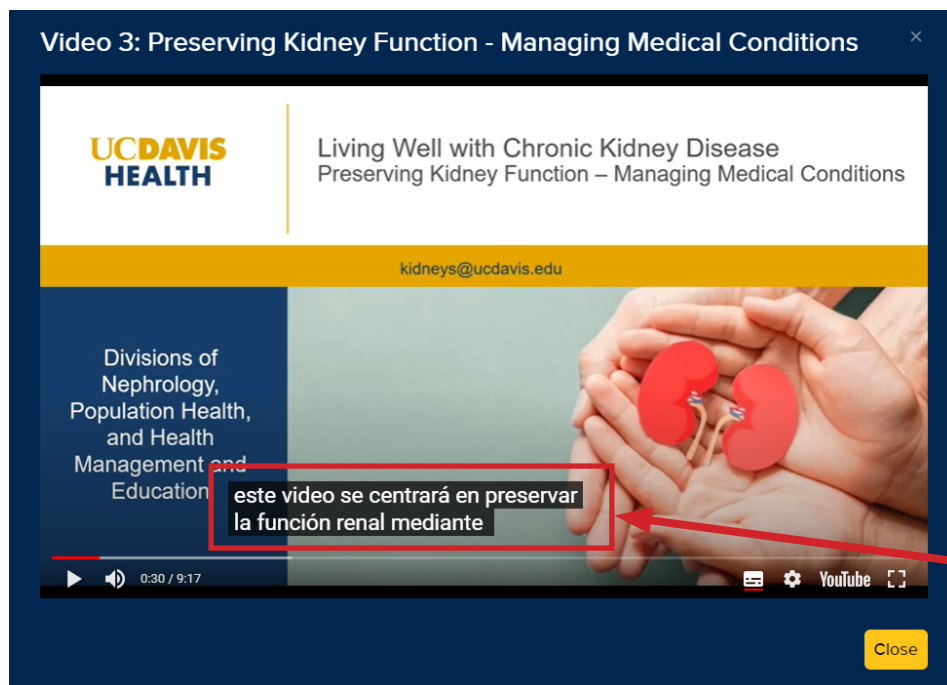 Video 3: Preserving Kidney Function - Managing Medical Conditions
UCDAVIS
HEALTH
Living Well with Chronic Kidney Disease
Preserving Kidney Function – Managing Medical Conditions
kidneys@ucdavis.edu
Divisions of
Nephrology,
Population Health,
and Health
Management and
Education
este video se centrará en preservar
la función renal mediante
0:30 / 9:17
YouTube
Close